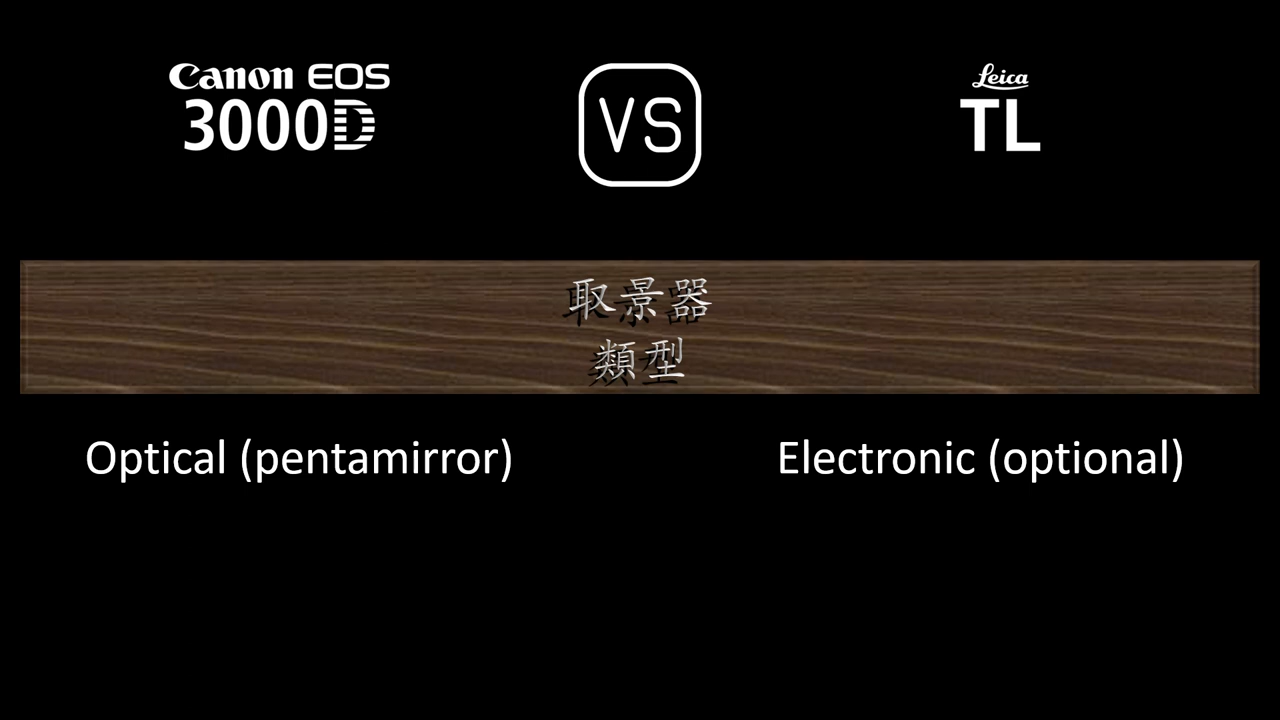 Canon EOS
3000D
VS
Leica
TL
取景器
類型
Optical (pentamirror)
Electronic (optional)